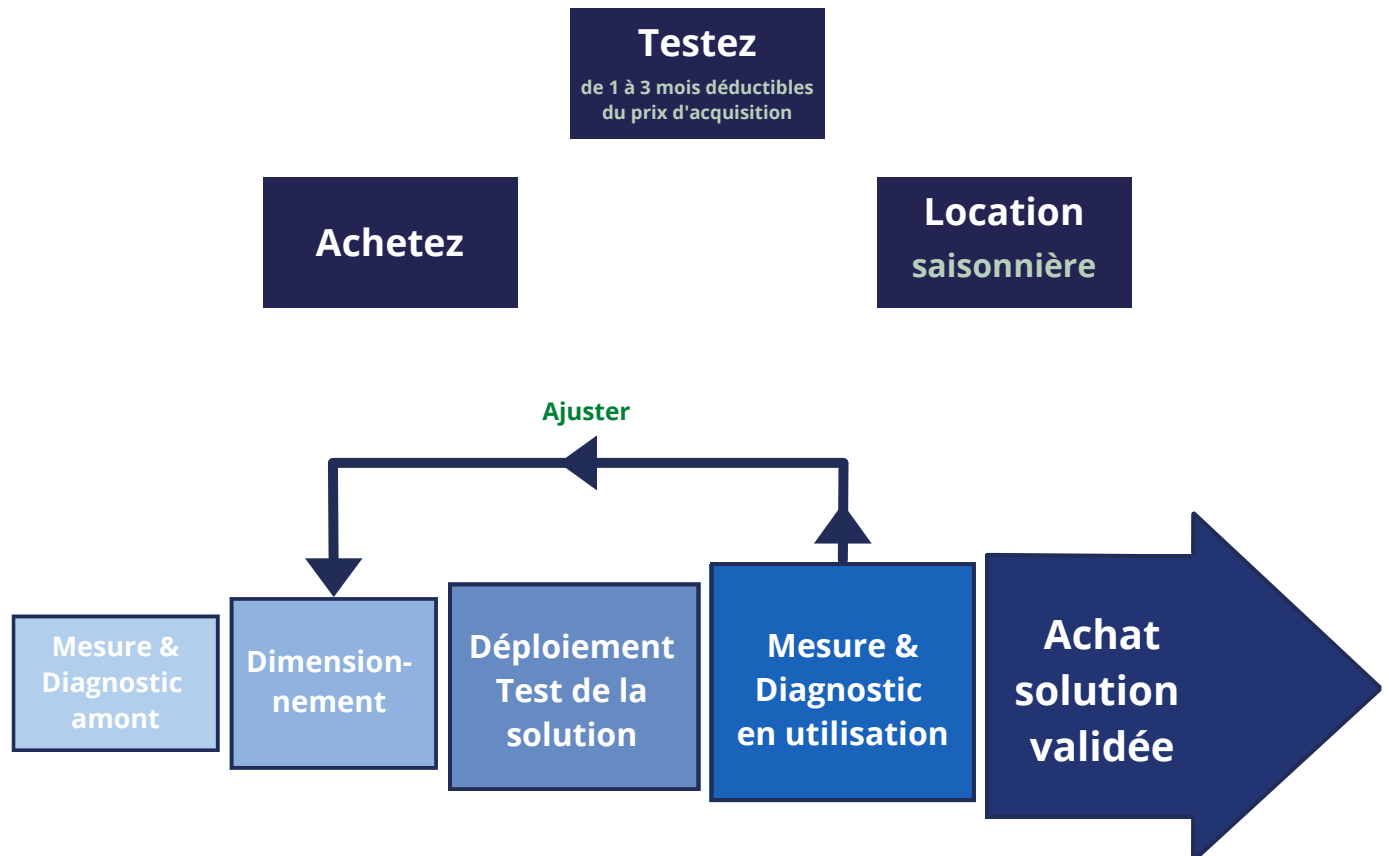 Testez
de 1 à 3 mois déductibles
du prix d'acquisition
Achetez
Location
saisonnière
Ajuster
Mesure &
Diagnostic
amont
Dimension-
nement
Déploiement
Test de la
solution
Mesure &
Diagnostic
en utilisation
Achat
solution
validée